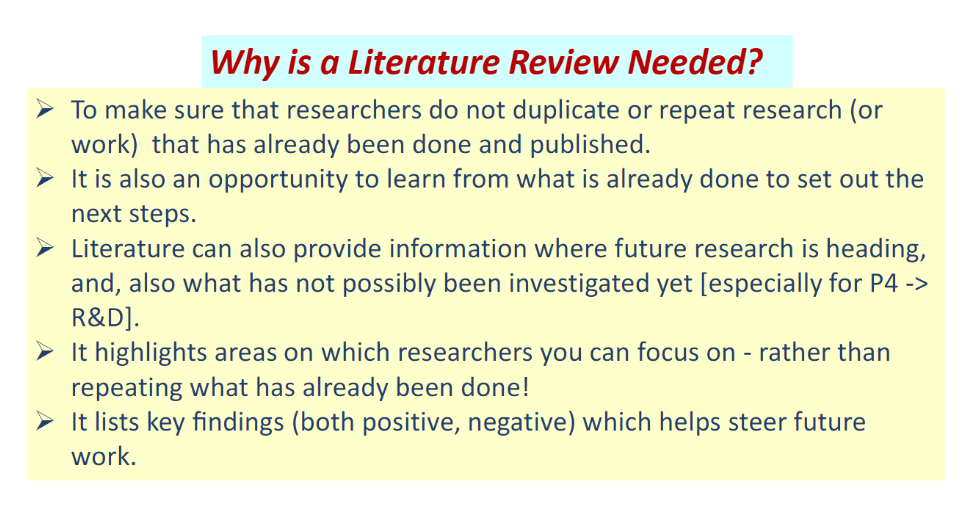 Why is a Literature Review Needed?
➢ To make sure that researchers do not duplicate or repeat research (or
work)  that has already been done and published.
➢ It is also an opportunity to learn from what is already done to set out the
next steps.
➢ Literature can also provide information where future research is heading,
and, also what has not possibly been investigated yet [especially for P4 ->
R&D].
➢ It highlights areas on which researchers you can focus on - rather than
repeating what has already been done!
➢ It lists key findings (both positive, negative) which helps steer future
work.